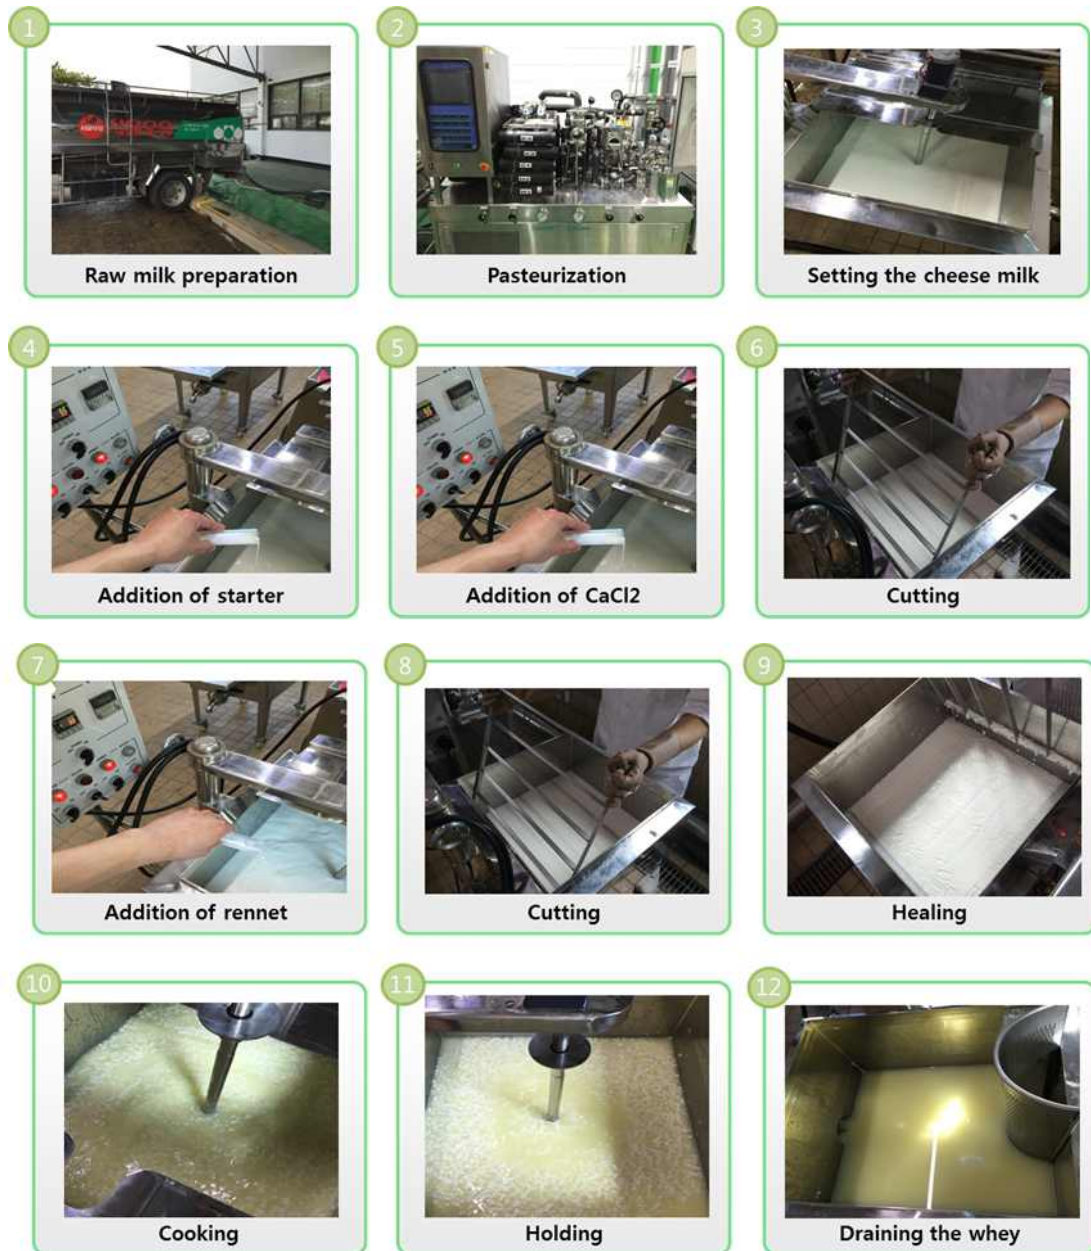 1
2
3
Raw milk preparation
Pasteurization
Setting the cheese milk
4
5
6
Addition of starter
Addition of CaCl2
Cutting
7
8
9
Addition of rennet
Cutting
Healing
10
11
12
Cooking
Holding
Draining the whey